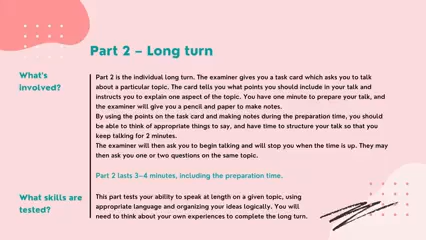 Part 2 – Long turn
What's
involved?
Part 2 is the individual long turn. The examiner gives you a task card which asks you to talk
about a particular topic. The card tells you what points you should include in your talk and
instructs you to explain one aspect of the topic. You have one minute to prepare your talk, and
the examiner will give you a pencil and paper to make notes.
By using the points on the task card and making notes during the preparation time, you should
be able to think of appropriate things to say, and have time to structure your talk so that you
keep talking for 2 minutes.
The examiner will then ask you to begin talking and will stop you when the time is up. They may
then ask you one or two questions on the same topic.
Part 2 lasts 3–4 minutes, including the preparation time.
What skills are
tested?
This part tests your ability to speak at length on a given topic, using
appropriate language and organizing your ideas logically. You will
need to think about your own experiences to complete the long turn.